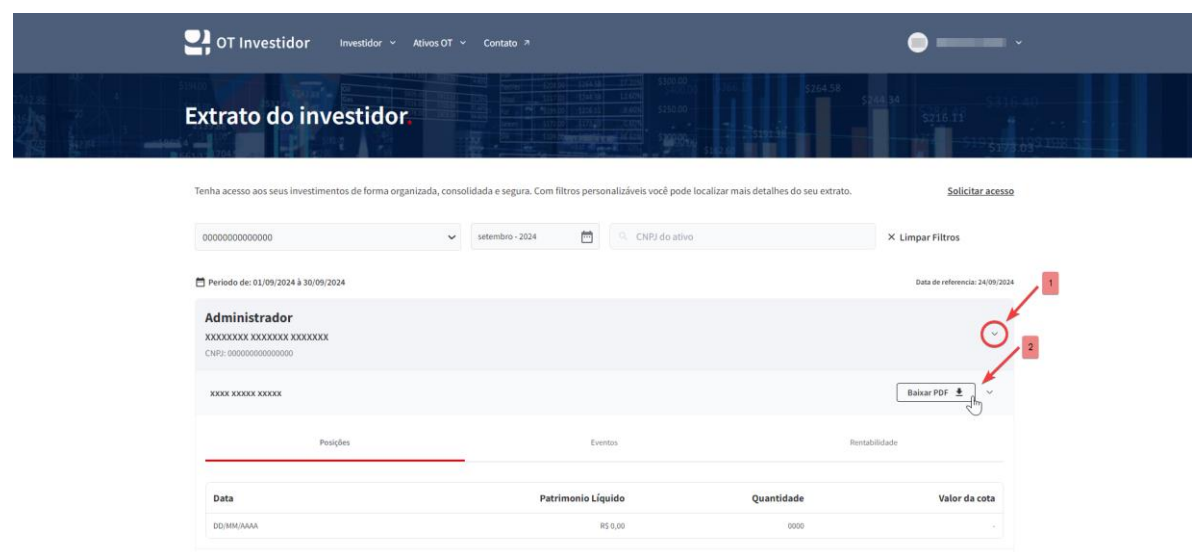 OT Investidor Investidor Ativos OT Contato
Extrato do investidor.
Tenha acesso aos seus investimentos de forma organizada, consolidada e segura. Com filtros personalizáveis você pode localizar mais detalhes do seu extrato. Solicitar acesso
00000000000000 setembro - 2024 CNPJ do ativo × Limpar Filtros
Periodo de: 01/09/2024 à 30/09/2024 Data de referencia: 24/09/2024
1
Administrador
XXXXXXXX XXXXXXX XXXXXXX
CNPJ: 000000000000000
2
XXXX XXXXX XXXXX Baixar PDF
Posições Eventos Rentabilidade
Data Patrimonio Líquido Quantidade Valor da cota
DD/MM/AAAA R$ 0,00 0000 -